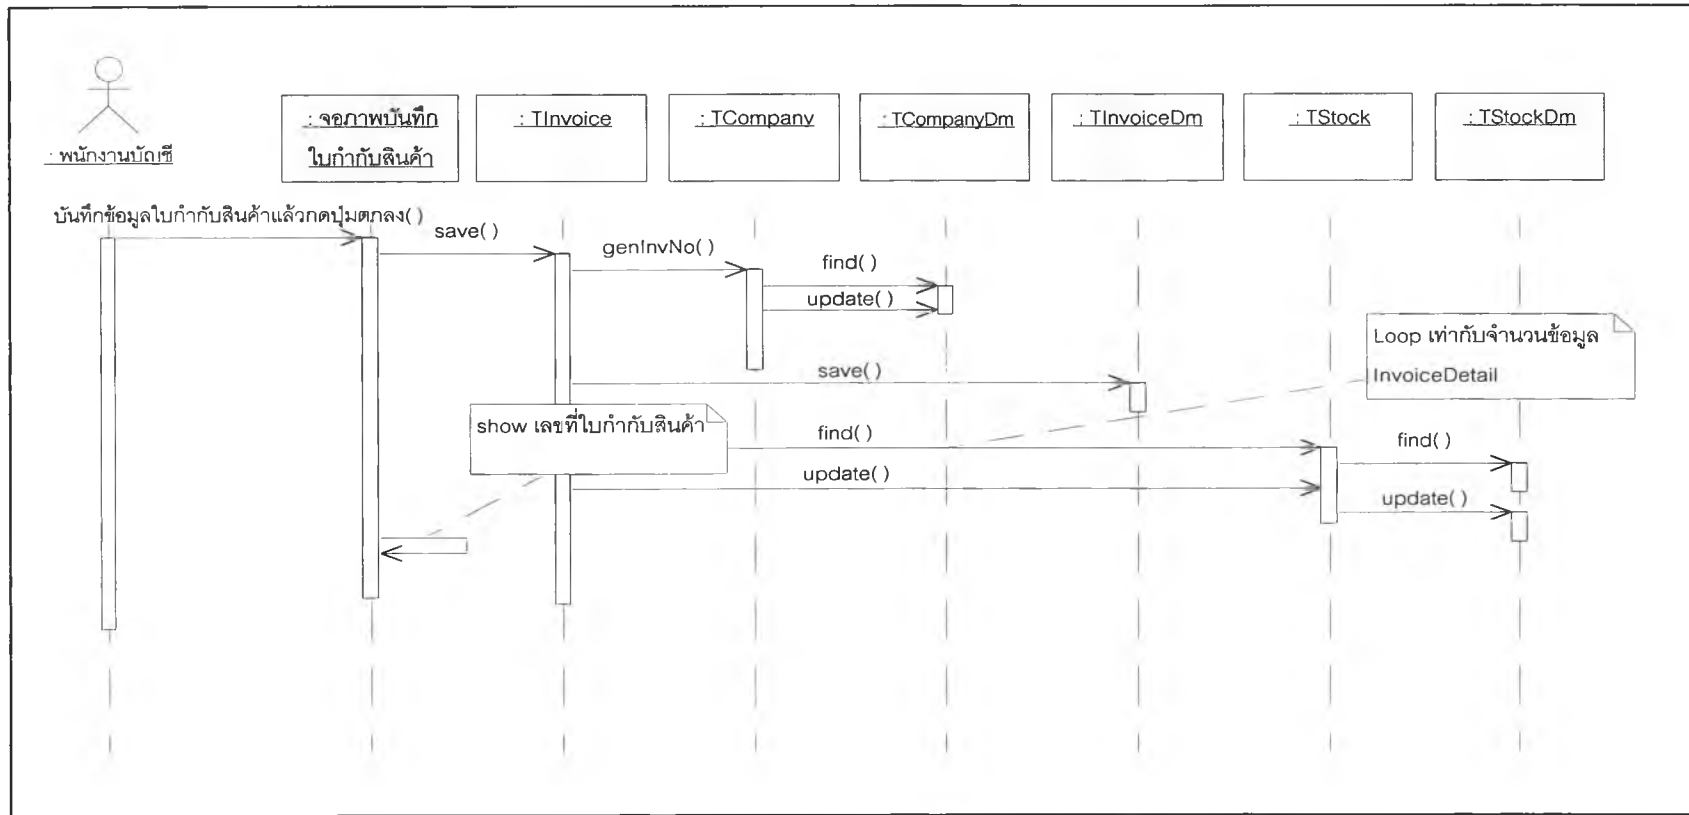 : พนักงานบัญชี
: จอภาพบันทึก
ใบกำกับสินค้า
: TInvoice
: TCompany
: TCompanyDm
: TInvoiceDm
: TStock
: TStockDm
บันทึกข้อมูลใบกำกับสินค้าแล้วกดปุ่มตกลง( )
save( )
genInvNo( )
find( )
update( )
Loop เท่ากับจำนวนข้อมูล
InvoiceDetail
save( )
show เลขที่ใบกำกับสินค้า
find( )
find( )
update( )
update( )